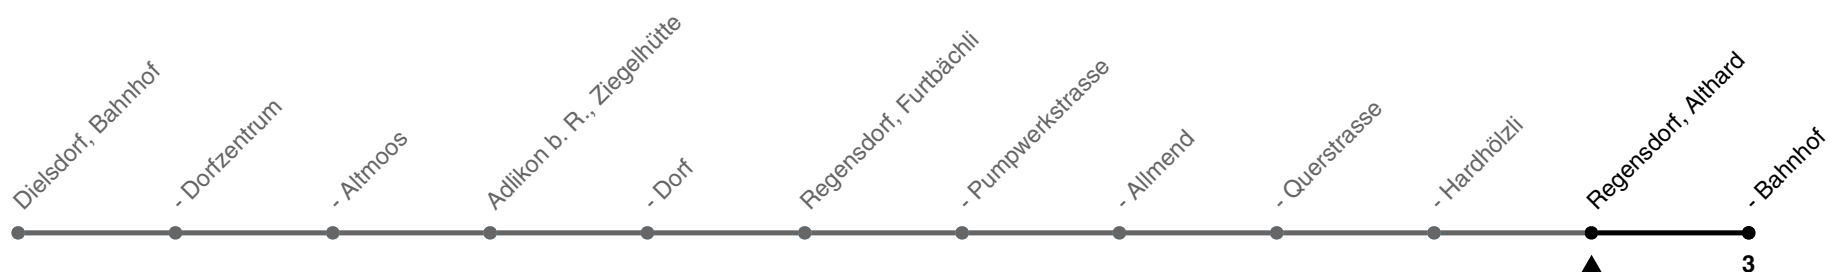 Dielsdorf, Bahnhof
- Dorfzentrum
- Altmoos
Adlikon b. R., Ziegelhütte
- Dorf
Regensdorf, Furtbächli
- Pumpwerkstrasse
- Allmend
- Querstrasse
- Hardhölzli
Regensdorf, Althard
- Bahnhof
3